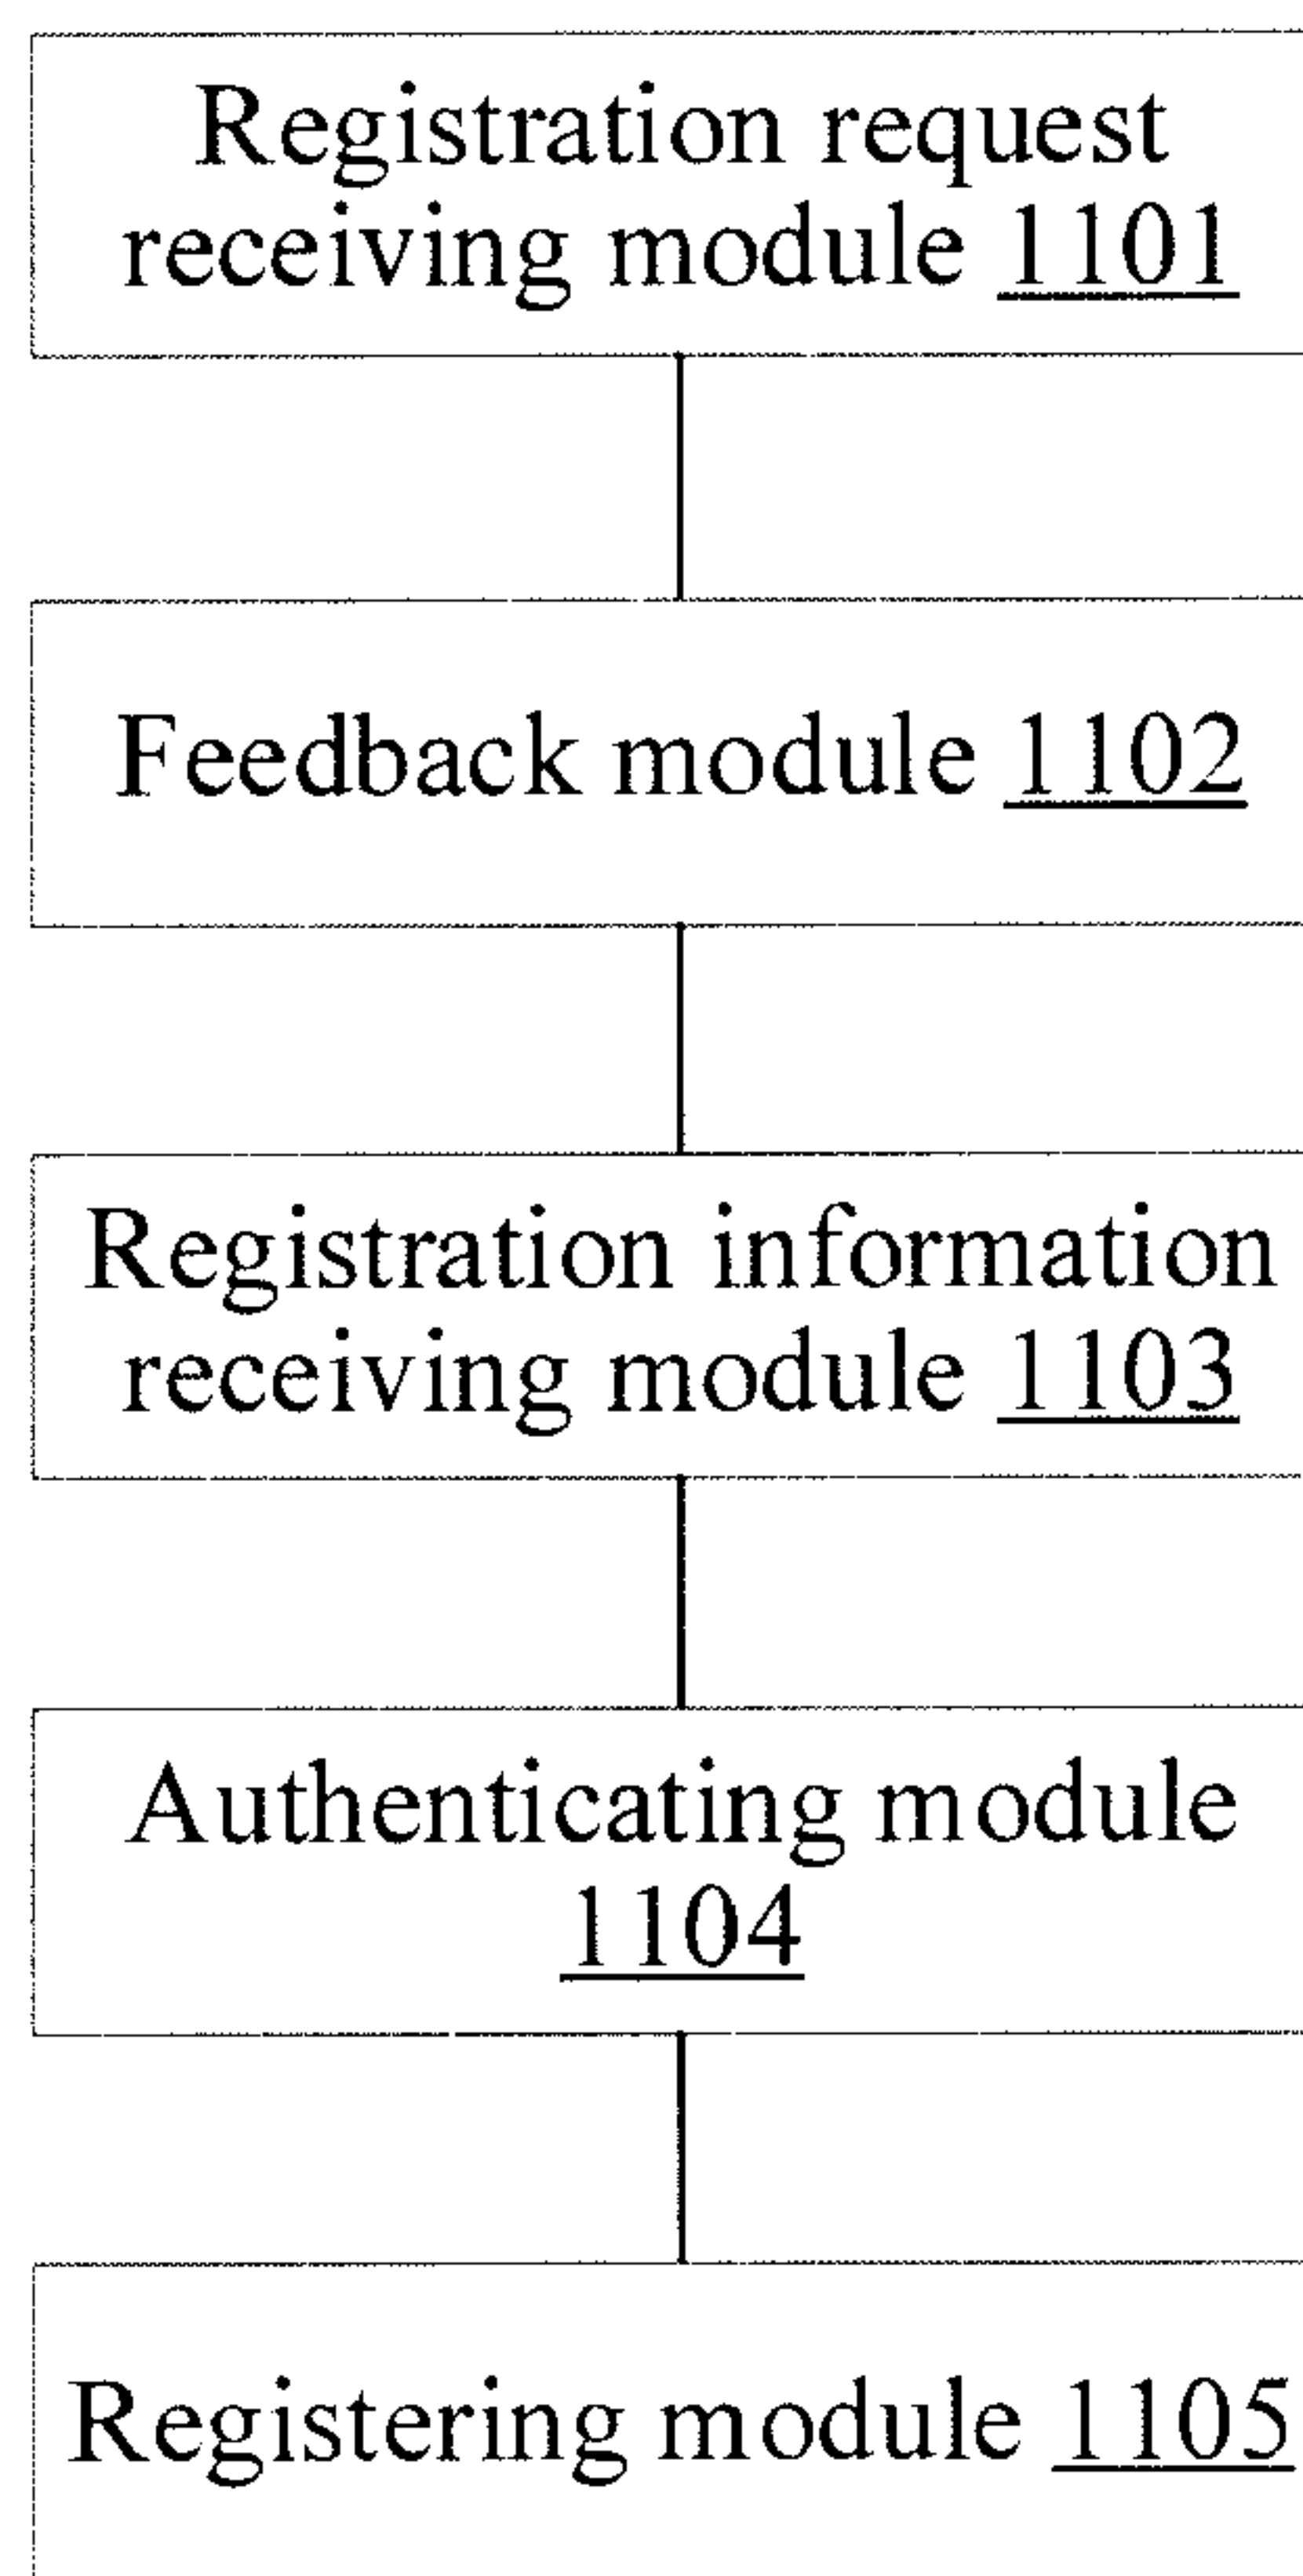 Registration request
receiving module 1101
Feedback module 1102
Registration information
receiving module 1103
Authenticating module
1104
Registering module 1105